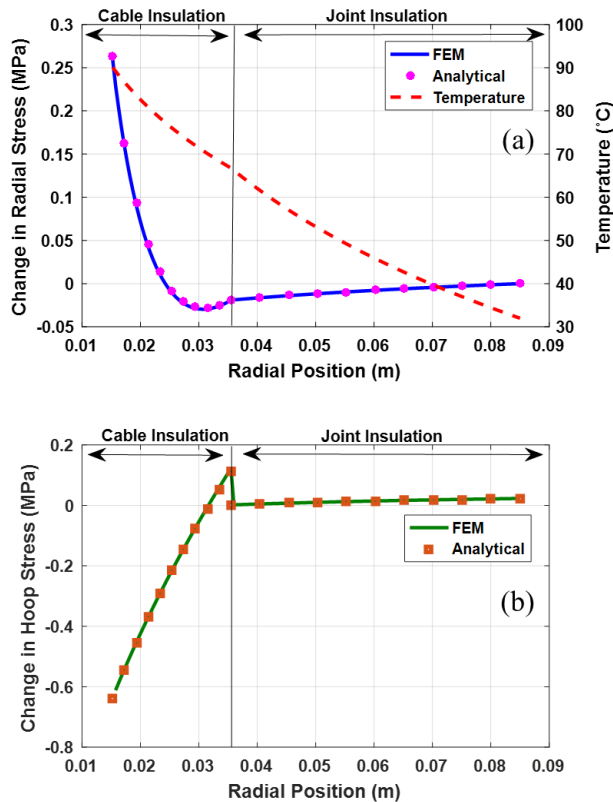 Cable Insulation Joint Insulation
0.3 100
0.25 90
0.2 80
0.15 70
0.1 60
0.05 50
0 40
-0.05 30
Change in Radial Stress (MPa)
Temperature (˚C)
FEM
Analytical
Temperature
(a)
0.01 0.02 0.03 0.04 0.05 0.06 0.07 0.08 0.09
Radial Position (m)
Cable Insulation Joint Insulation
0.2
0
-0.2
-0.4
-0.6
-0.8
Change in Hoop Stress (MPa)
FEM
Analytical
(b)
0.01 0.02 0.03 0.04 0.05 0.06 0.07 0.08 0.09
Radial Position (m)